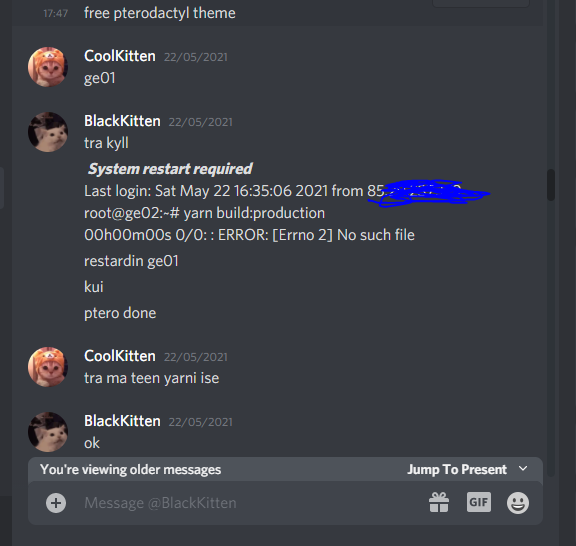 17:47 free pterodactyl theme
CoolKitten 22/05/2021
ge01
BlackKitten 22/05/2021
tra kyll
System restart required
Last login: Sat May 22 16:35:06 2021 from 85
root@ge02:~# yarn build:production
00h00m00s 0/0: : ERROR: [Errno 2] No such file
restardin ge01
kui
ptero done
CoolKitten 22/05/2021
tra ma teen yarni ise
BlackKitten 22/05/2021
ok
You're viewing older messages Jump To Present
Message @BlackKitten GIF